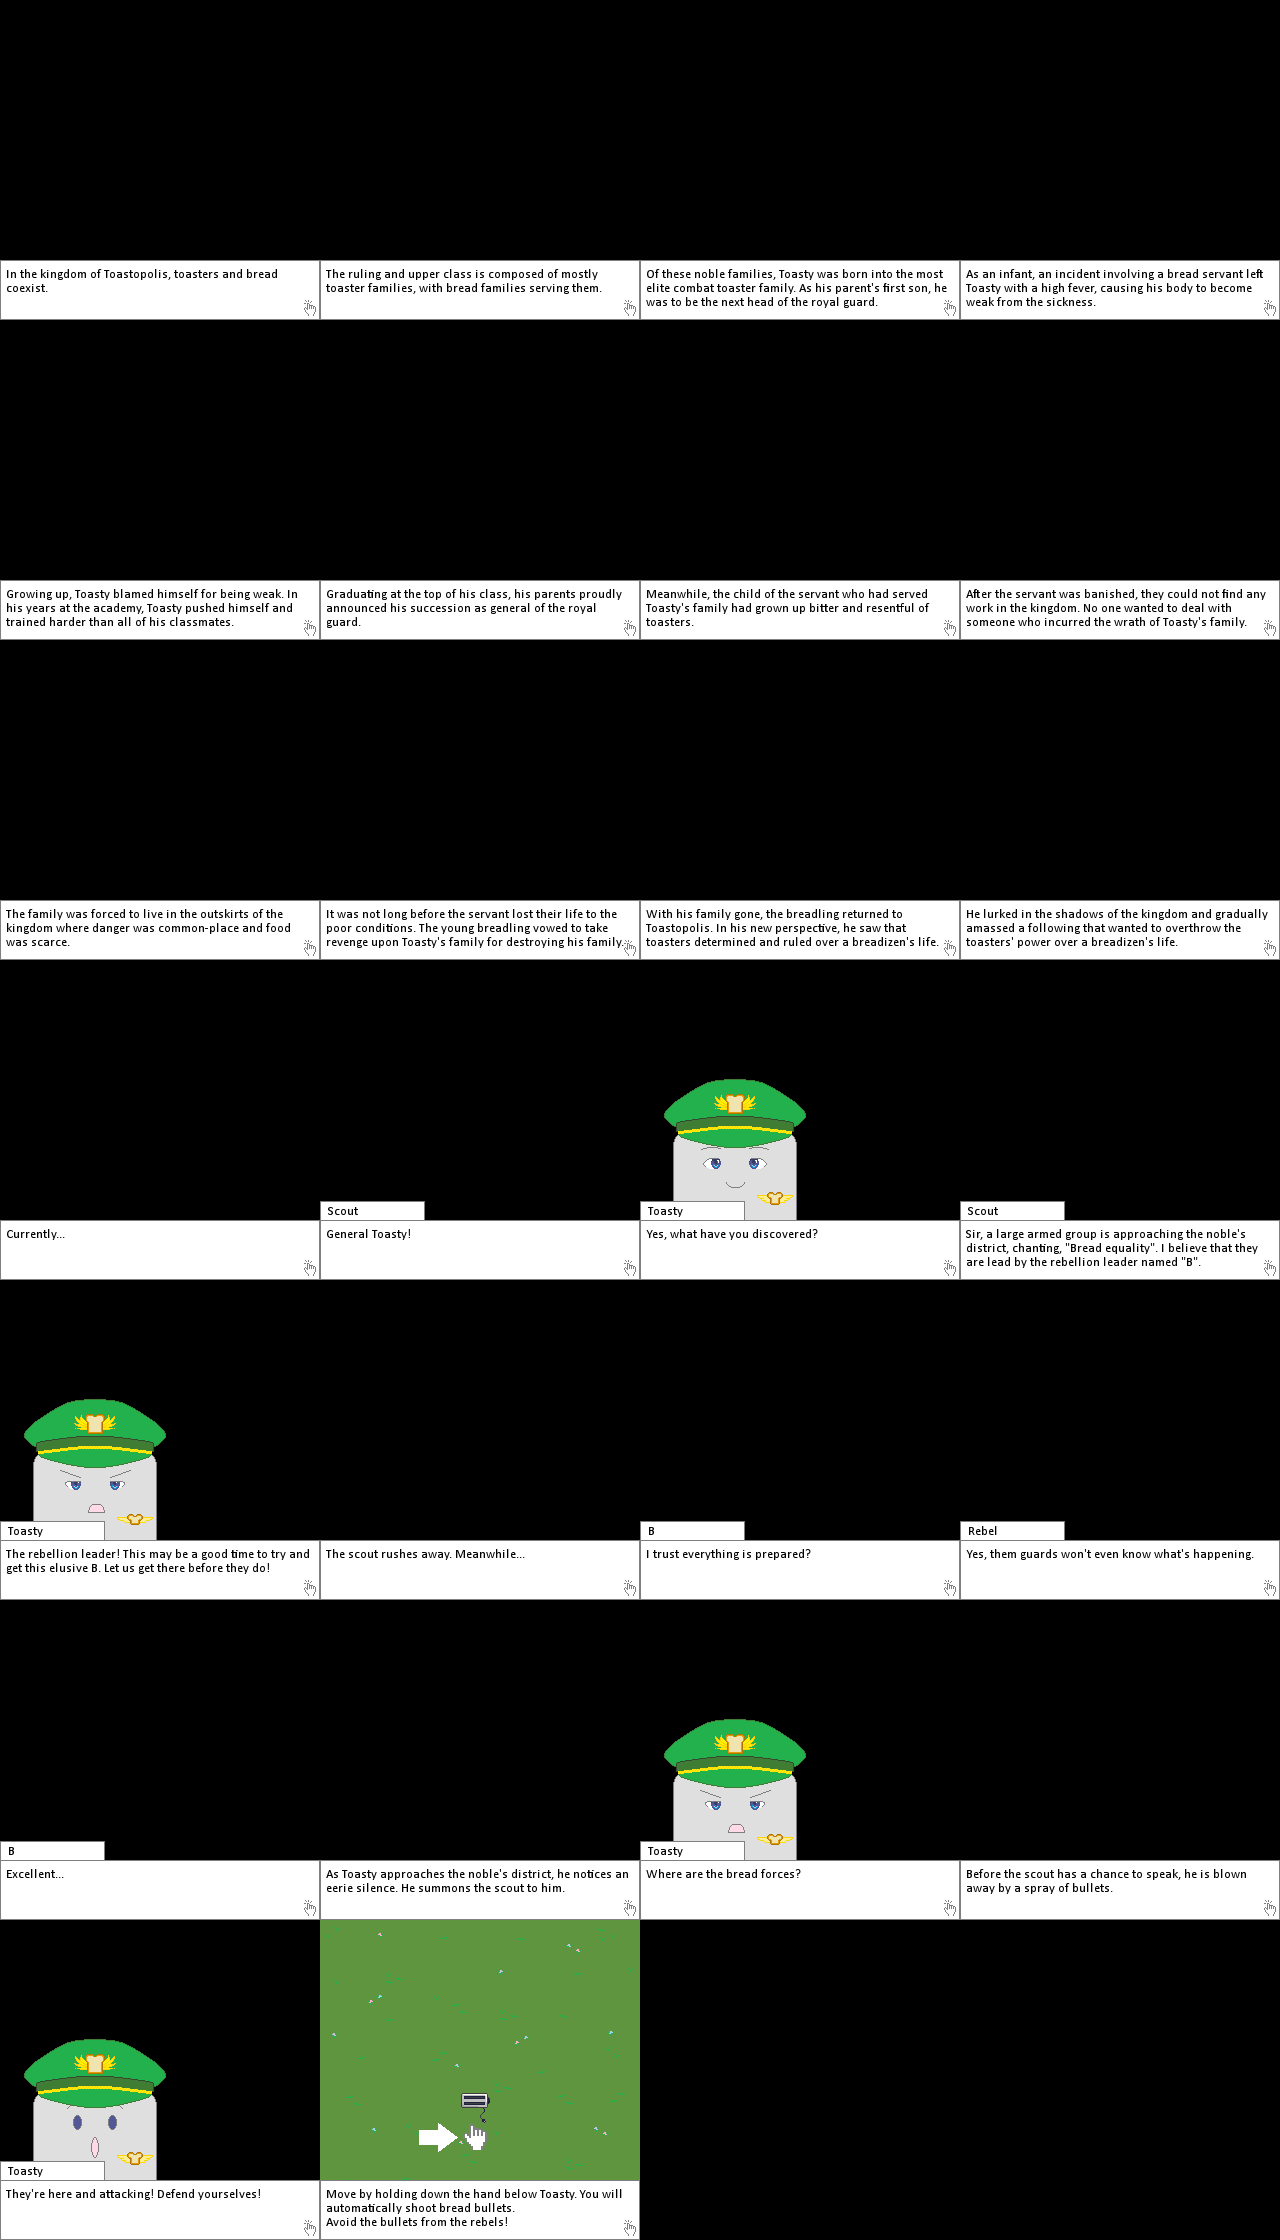 In the kingdom of Toastopolis, toasters and bread
coexist.
The ruling and upper class is composed of mostly
toaster families, with bread families serving them.
Of these noble families, Toasty was born into the most
elite combat toaster family. As his parent's first son, he
was to be the next head of the royal guard.
As an infant, an incident involving a bread servant left
Toasty with a high fever, causing his body to become
weak from the sickness.
Growing up, Toasty blamed himself for being weak. In
his years at the academy, Toasty pushed himself and
trained harder than all of his classmates.
Graduating at the top of his class, his parents proudly
announced his succession as general of the royal
guard.
Meanwhile, the child of the servant who had served
Toasty's family had grown up bitter and resentful of
toasters.
After the servant was banished, they could not find any
work in the kingdom. No one wanted to deal with
someone who incurred the wrath of Toasty's family.
The family was forced to live in the outskirts of the
kingdom where danger was common-place and food
was scarce.
It was not long before the servant lost their life to the
poor conditions. The young breadling vowed to take
revenge upon Toasty's family for destroying his family.
With his family gone, the breadling returned to
Toastopolis. In his new perspective, he saw that
toasters determined and ruled over a breadizen's life.
He lurked in the shadows of the kingdom and gradually
amassed a following that wanted to overthrow the
toasters' power over a breadizen's life.
Currently...
Scout
General Toasty!
Toasty
Yes, what have you discovered?
Scout
Sir, a large armed group is approaching the noble's
district, chanting, "Bread equality". I believe that they
are lead by the rebellion leader named "B".
Toasty
The rebellion leader! This may be a good time to try and
get this elusive B. Let us get there before they do!
The scout rushes away. Meanwhile...
B
I trust everything is prepared?
Rebel
Yes, them guards won't even know what's happening.
B
Excellent...
As Toasty approaches the noble's district, he notices an
eerie silence. He summons the scout to him.
Toasty
Where are the bread forces?
Before the scout has a chance to speak, he is blown
away by a spray of bullets.
Toasty
They're here and attacking! Defend yourselves!
Move by holding down the hand below Toasty. You will
automatically shoot bread bullets.
Avoid the bullets from the rebels!